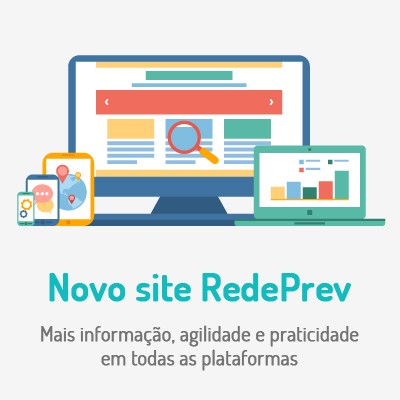 Novo site RedePrev
Mais informação, agilidade e praticidade
em todas as plataformas